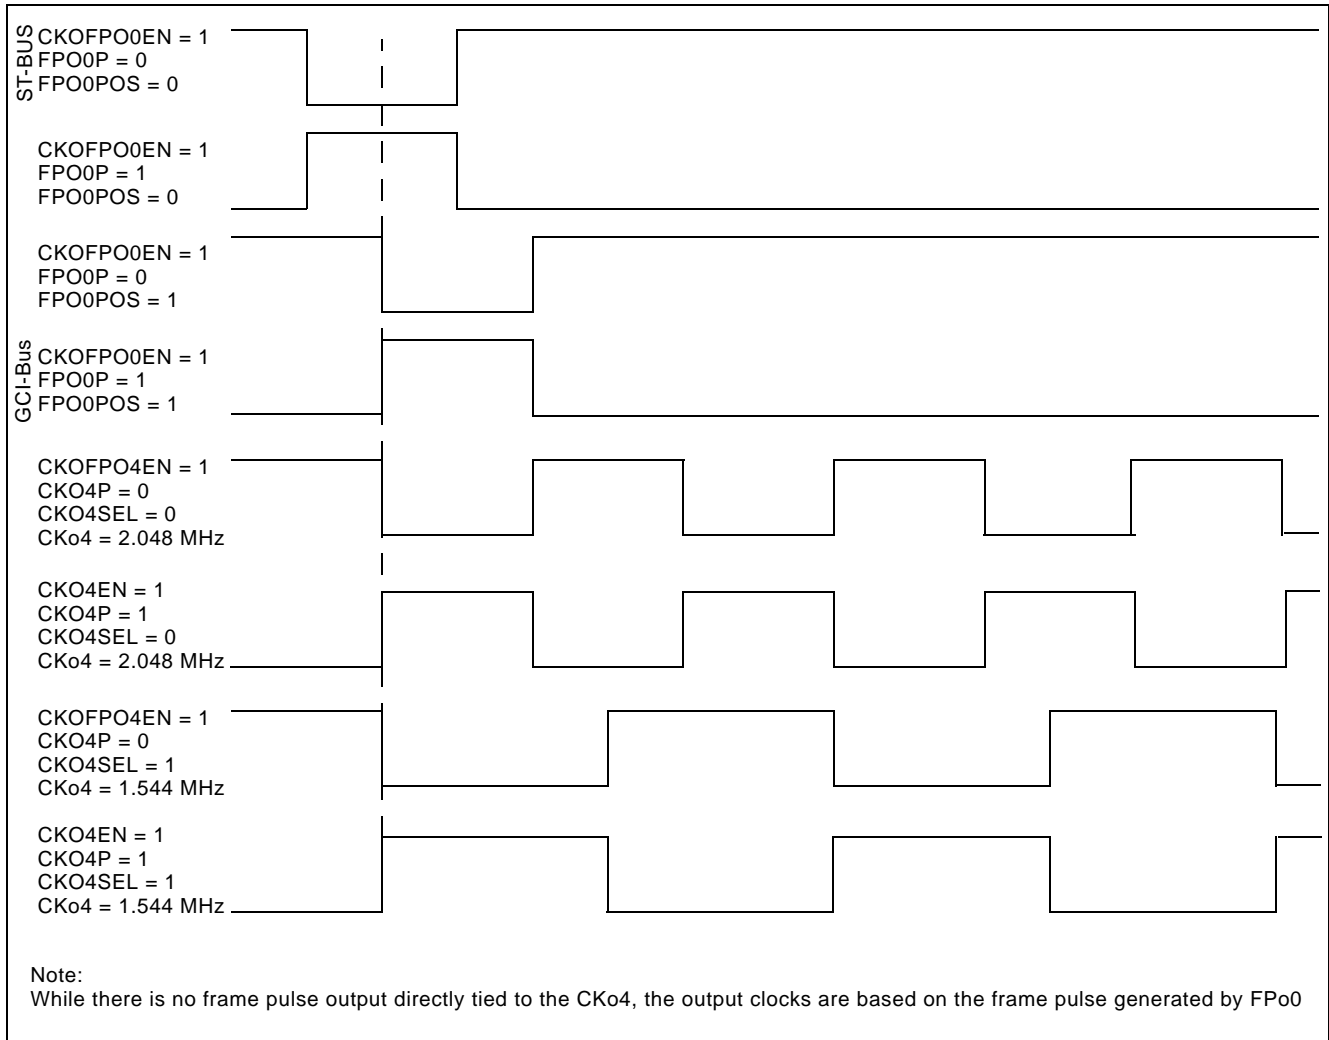 ST-BUS
CKOFPO0EN = 1
FPO0P = 0
FPO0POS = 0
CKOFPO0EN = 1
FPO0P = 1
FPO0POS = 0
CKOFPO0EN = 1
FPO0P = 0
FPO0POS = 1
GCI-Bus
CKOFPO0EN = 1
FPO0P = 1
FPO0POS = 1
CKOFPO4EN = 1
CKO4P = 0
CKO4SEL = 0
CKo4 = 2.048 MHz
CKO4EN = 1
CKO4P = 1
CKO4SEL = 0
CKo4 = 2.048 MHz
CKOFPO4EN = 1
CKO4P = 0
CKO4SEL = 1
CKo4 = 1.544 MHz
CKO4EN = 1
CKO4P = 1
CKO4SEL = 1
CKo4 = 1.544 MHz
Note:
While there is no frame pulse output directly tied to the CKo4, the output clocks are based on the frame pulse generated by FPo0